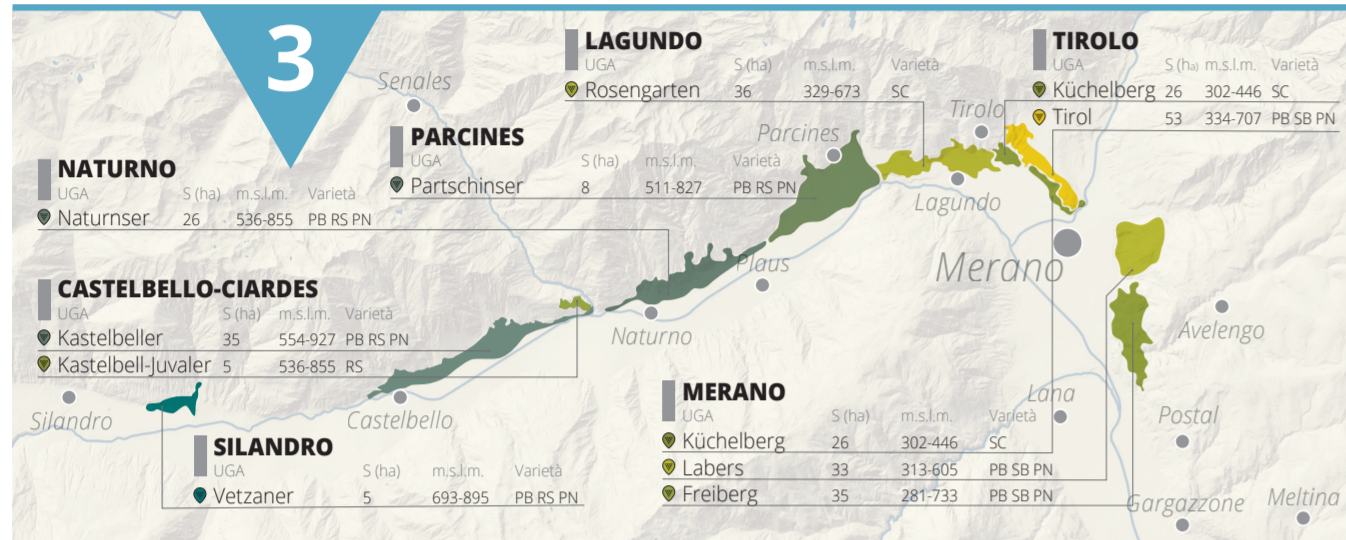 3
LAGUNDO
UGA S (ha) m.s.l.m. Varietà
Rosengarten 36 329-673 SC
TIROLO
UGA S (ha) m.s.l.m. Varietà
Küchelberg 26 302-446 SC
Tirol 53 334-707 PB SB PN
Senales
Tirolo
PARCINES
UGA S (ha) m.s.l.m. Varietà
Partschinser 8 511-827 PB RS PN
Parcines
NATURNO
UGA S (ha) m.s.l.m. Varietà
Naturnser 26 536-855 PB RS PN
Lagundo
Merano
Plaus
CASTELBELLO-CIARDES
UGA S (ha) m.s.l.m. Varietà
Kastelbeller 35 554-927 PB RS PN
Kastelbell-Juvaler 5 536-855 RS
Naturno
Avelengo
Silandro
Castelbello
MERANO
UGA S (ha) m.s.l.m. Varietà
Küchelberg 26 302-446 SC
Labers 33 313-605 PB SB PN
Freiberg 35 281-733 PB SB PN
Lana
Postal
SILANDRO
UGA S (ha) m.s.l.m. Varietà
Vetzaner 5 693-895 PB RS PN
Gargazzone
Meltina